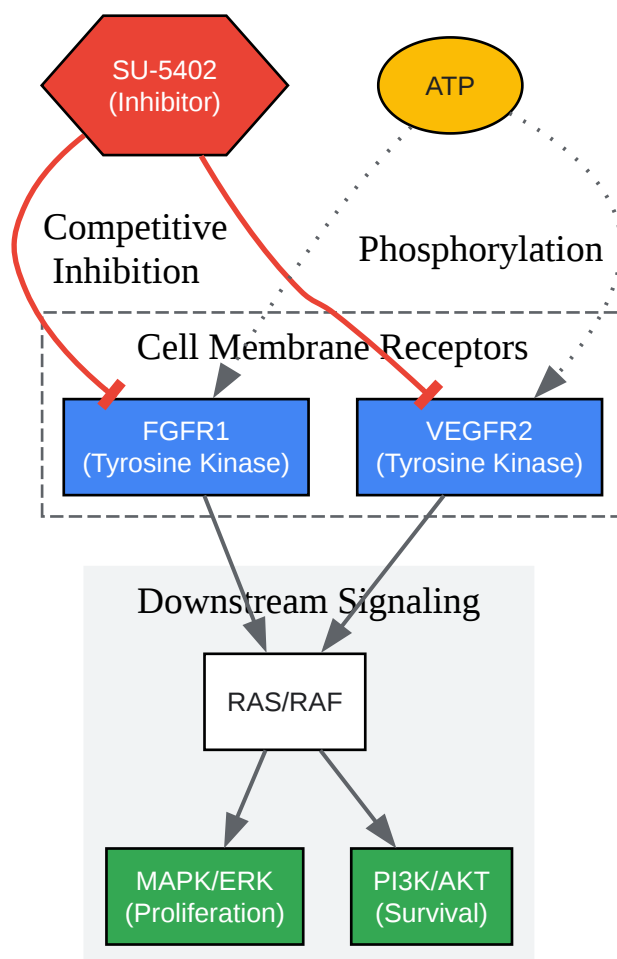 SU-5402
(Inhibitor)
ATP
Competitive
Inhibition
Phosphorylation
Cell Membrane Receptors
FGFR1
(Tyrosine Kinase)
VEGFR2
(Tyrosine Kinase)
Downstream Signaling
RAS/RAF
MAPK/ERK
(Proliferation)
PI3K/AKT
(Survival)